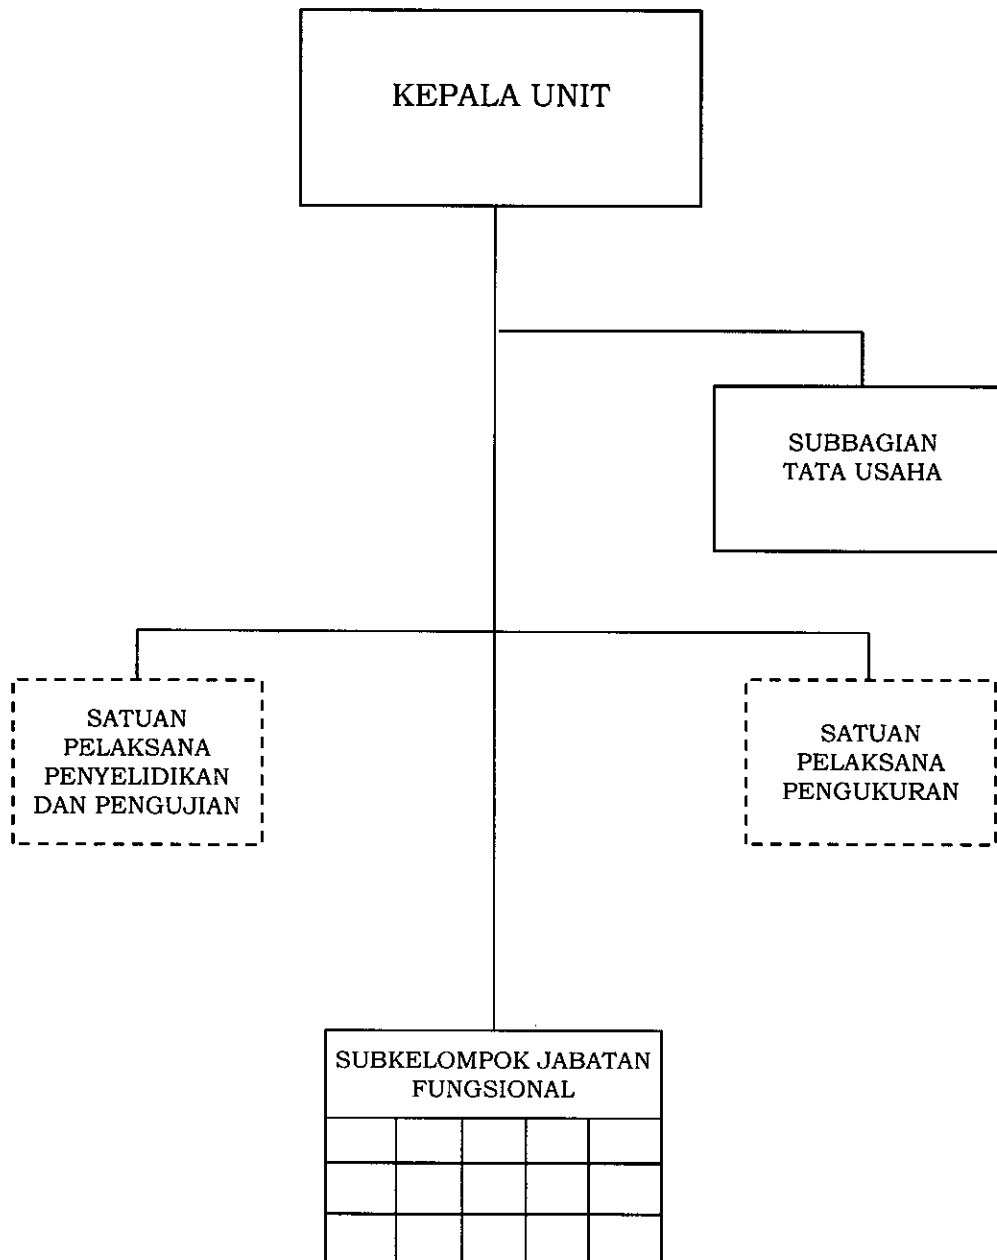 KEPALA UNIT
SUBBAGIAN
TATA USAHA
SATUAN
PELAKSANA
PENYELIDIKAN
DAN PENGUJIAN
SATUAN
PELAKSANA
PENGUKURAN
SUBKELOMPOK JABATAN
FUNGSIONAL